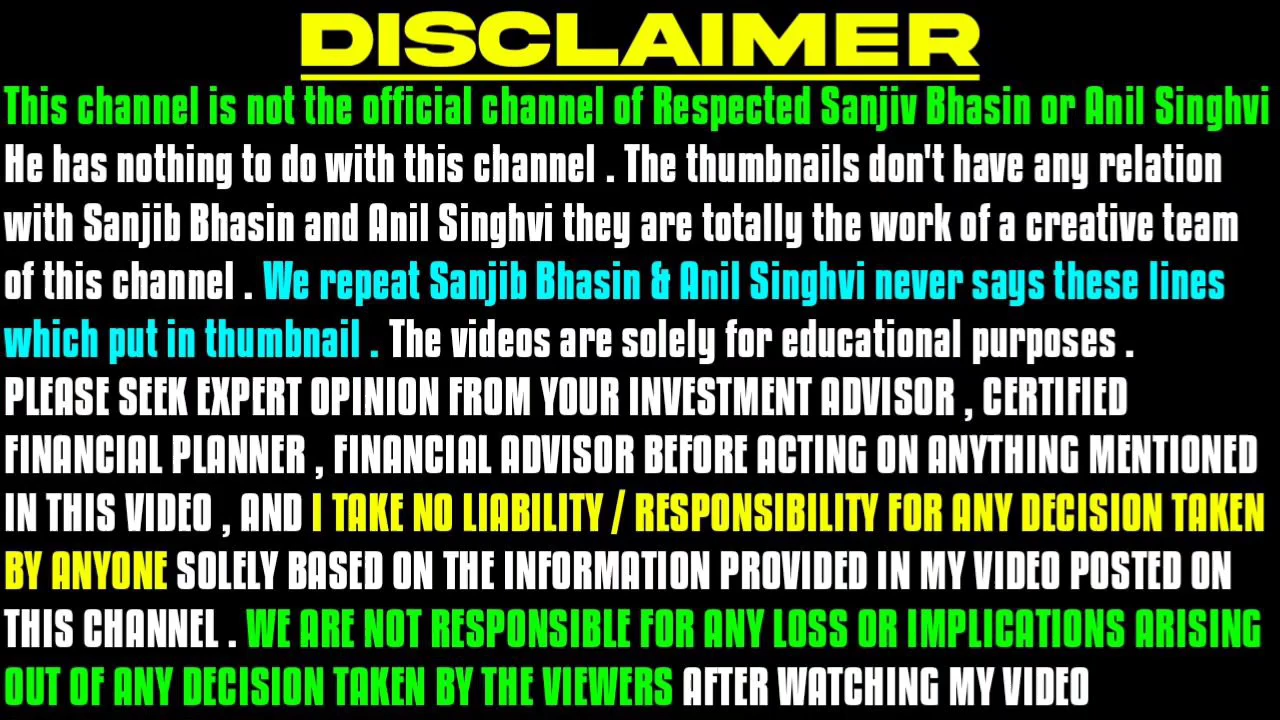 DISCLAIMER
This channel is not the official channel of Respected Sanjiv Bhasin or Anil Singhvi
He has nothing to do with this channel . The thumbnails don't have any relation
with Sanjib Bhasin and Anil Singhvi they are totally the work of a creative team
of this channel . We repeat Sanjib Bhasin & Anil Singhvi never says these lines
which put in thumbnail . The videos are solely for educational purposes .
PLEASE SEEK EXPERT OPINION FROM YOUR INVESTMENT ADVISOR , CERTIFIED
FINANCIAL PLANNER , FINANCIAL ADVISOR BEFORE ACTING ON ANYTHING MENTIONED
IN THIS VIDEO , AND I TAKE NO LIABILITY / RESPONSIBILITY FOR ANY DECISION TAKEN
BY ANYONE SOLELY BASED ON THE INFORMATION PROVIDED IN MY VIDEO POSTED ON
THIS CHANNEL . WE ARE NOT RESPONSIBLE FOR ANY LOSS OR IMPLICATIONS ARISING
OUT OF ANY DECISION TAKEN BY THE VIEWERS AFTER WATCHING MY VIDEO